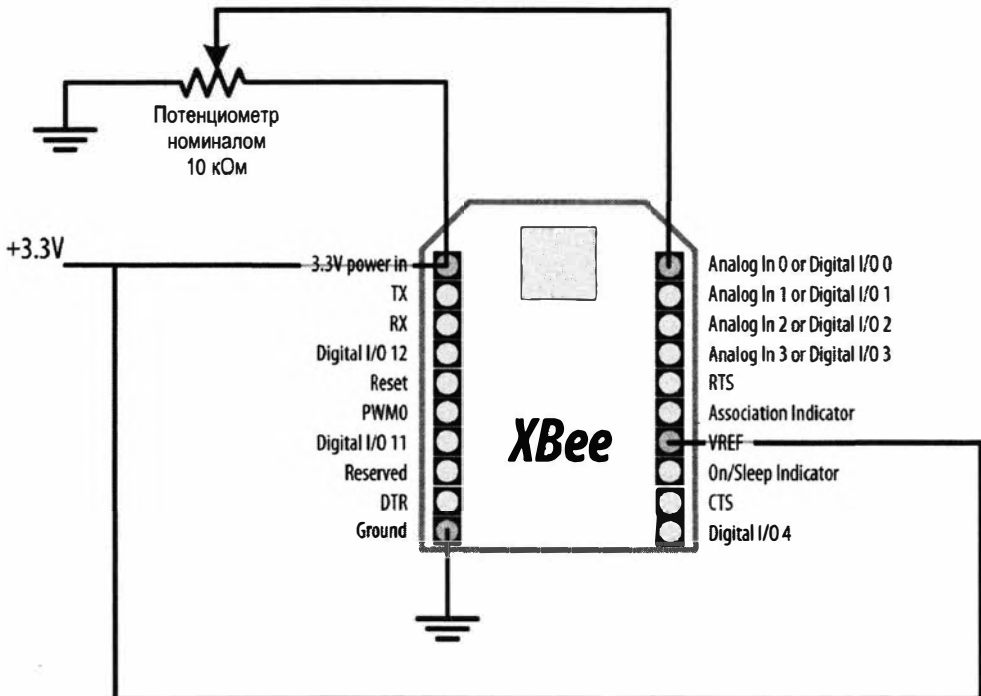 Потенциометр
номиналом
10 кОм
+3.3V
3.3V power in
TX
RX
Digital I/O 12
Reset
PWM0
Digital I/O 11
Reserved
DTR
Ground
XBee
Analog In 0 or Digital I/O 0
Analog In 1 or Digital I/O 1
Analog In 2 or Digital I/O 2
Analog In 3 or Digital I/O 3
RTS
Association Indicator
VREF
On/Sleep Indicator
CTS
Digital I/O 4